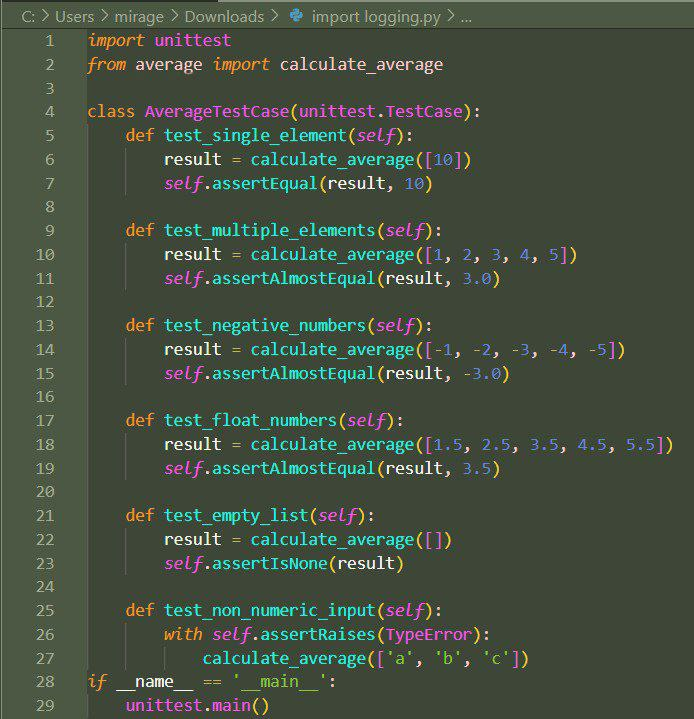 C: > Users > mirage > Downloads > import logging.py > ...
1 import unittest
2 from average import calculate_average
3
4 class AverageTestCase(unittest.TestCase):
5     def test_single_element(self):
6         result = calculate_average([10])
7         self.assertEqual(result, 10)
8
9     def test_multiple_elements(self):
10         result = calculate_average([1, 2, 3, 4, 5])
11         self.assertAlmostEqual(result, 3.0)
12
13     def test_negative_numbers(self):
14         result = calculate_average([-1, -2, -3, -4, -5])
15         self.assertAlmostEqual(result, -3.0)
16
17     def test_float_numbers(self):
18         result = calculate_average([1.5, 2.5, 3.5, 4.5, 5.5])
19         self.assertAlmostEqual(result, 3.5)
20
21     def test_empty_list(self):
22         result = calculate_average([])
23         self.assertIsNone(result)
24
25     def test_non_numeric_input(self):
26         with self.assertRaises(TypeError):
27             calculate_average(['a', 'b', 'c'])
28 if __name__ == '__main__':
29     unittest.main()